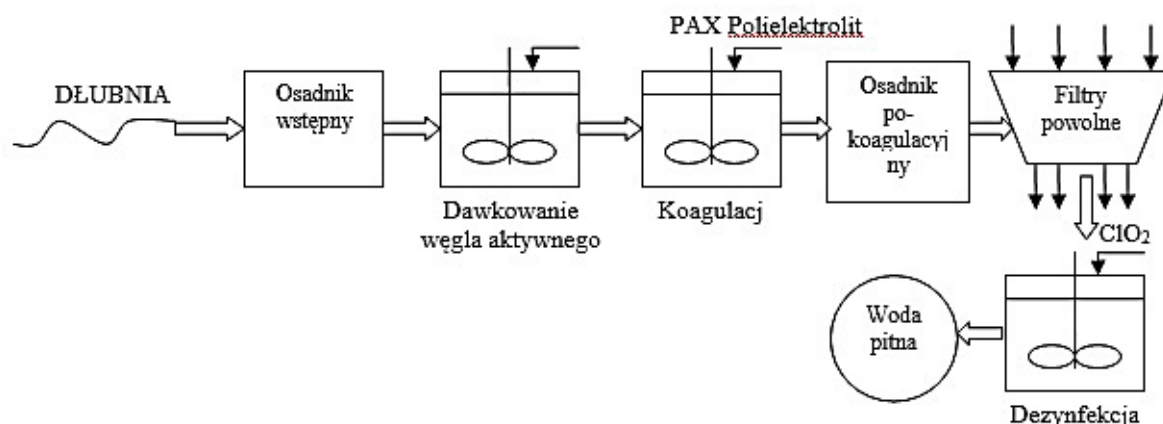 PAX Polielektrolit
DŁUBNIA
Osadnik
wstępny
Osadnik
po-
koagulacyj
ny
Filtry
powolne
Dawkowanie
węgla aktywnego
Koagulacj
ClO₂
Woda
pitna
Dezynfekcja